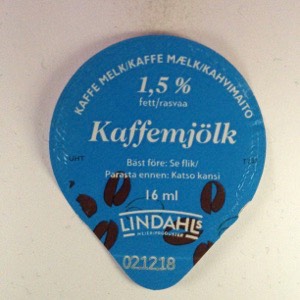 KAFFE MELK/KAFFE MÆLK/KAHVIMAITO
1,5 %
fett/rasvaa
Kaffemjölk
Bäst före: Se flik/
Parasta ennen: Katso kansi
16 ml
LINDAHLs
MEJERIPRODUKTER
021218